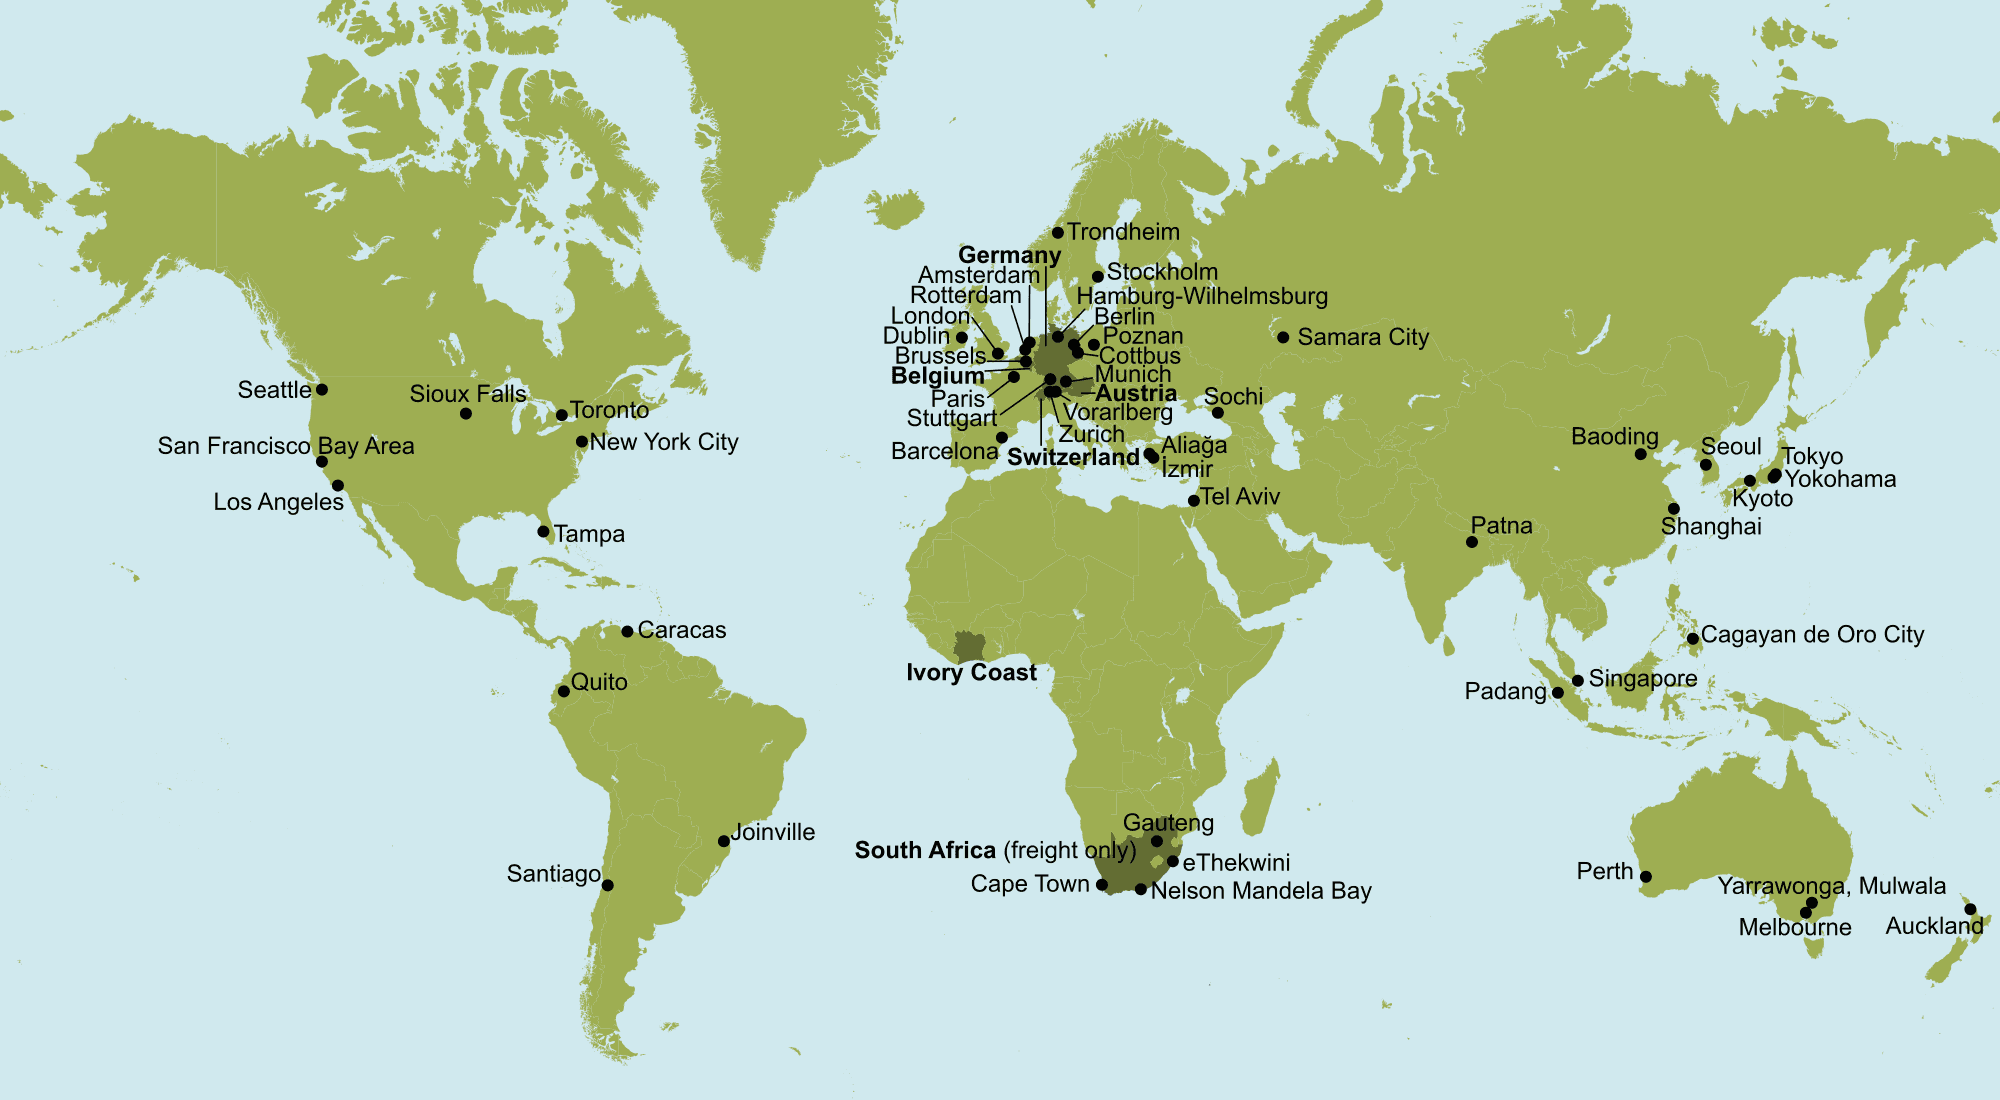 Trondheim
Germany
Stockholm
Amsterdam
Rotterdam
Hamburg-Wilhelmsburg
London
Berlin
Dublin
Poznan
Samara City
Brussels
Cottbus
Belgium
Munich
Austria
Paris
Stuttgart
Vorarlberg
Sochi
Zurich
Barcelona
Switzerland
Aliağa
İzmir
Tel Aviv
Seattle
Sioux Falls
Toronto
San Francisco Bay Area
New York City
Los Angeles
Tampa
Baoding
Seoul
Tokyo
Yokohama
Kyoto
Shanghai
Patna
Caracas
Quito
Ivory Coast
Cagayan de Oro City
Singapore
Padang
Joinville
Santiago
Gauteng
South Africa (freight only)
eThekwini
Cape Town
Nelson Mandela Bay
Perth
Yarrawonga, Mulwala
Melbourne
Auckland